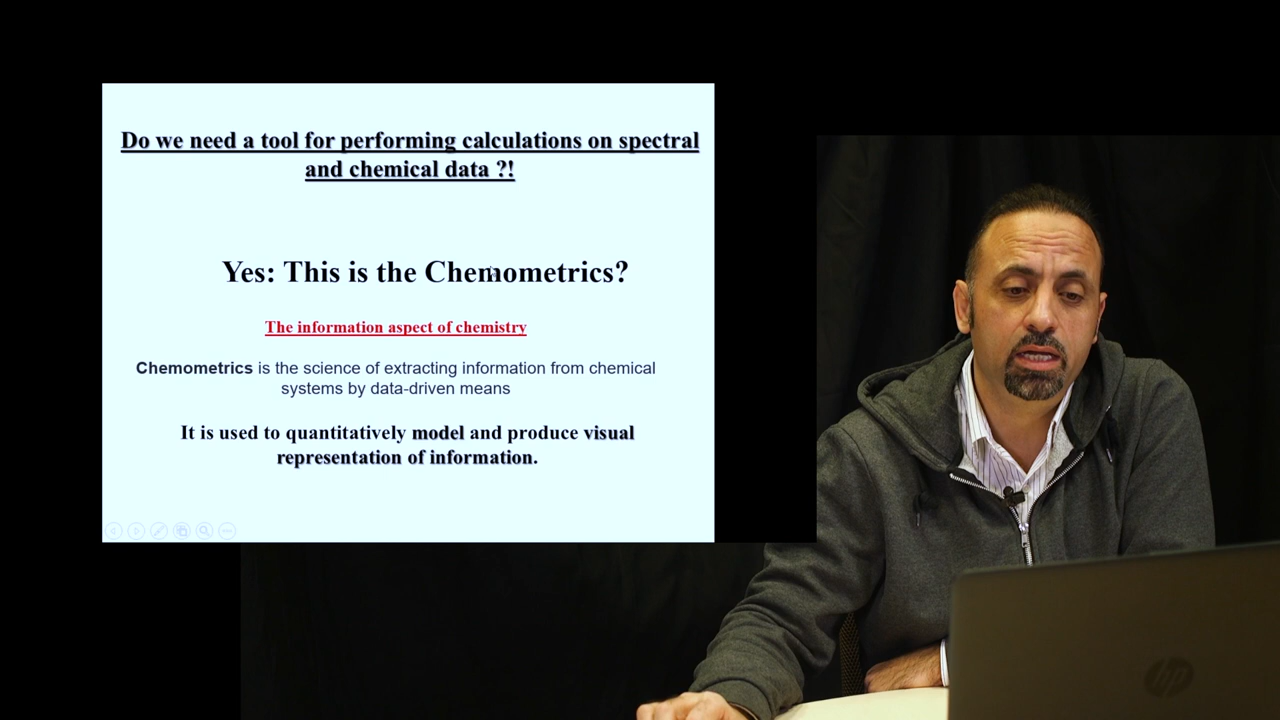 Do we need a tool for performing calculations on spectral
and chemical data ?!
Yes: This is the Chemometrics?
The information aspect of chemistry
Chemometrics is the science of extracting information from chemical
systems by data-driven means
It is used to quantitatively model and produce visual
representation of information.
hp